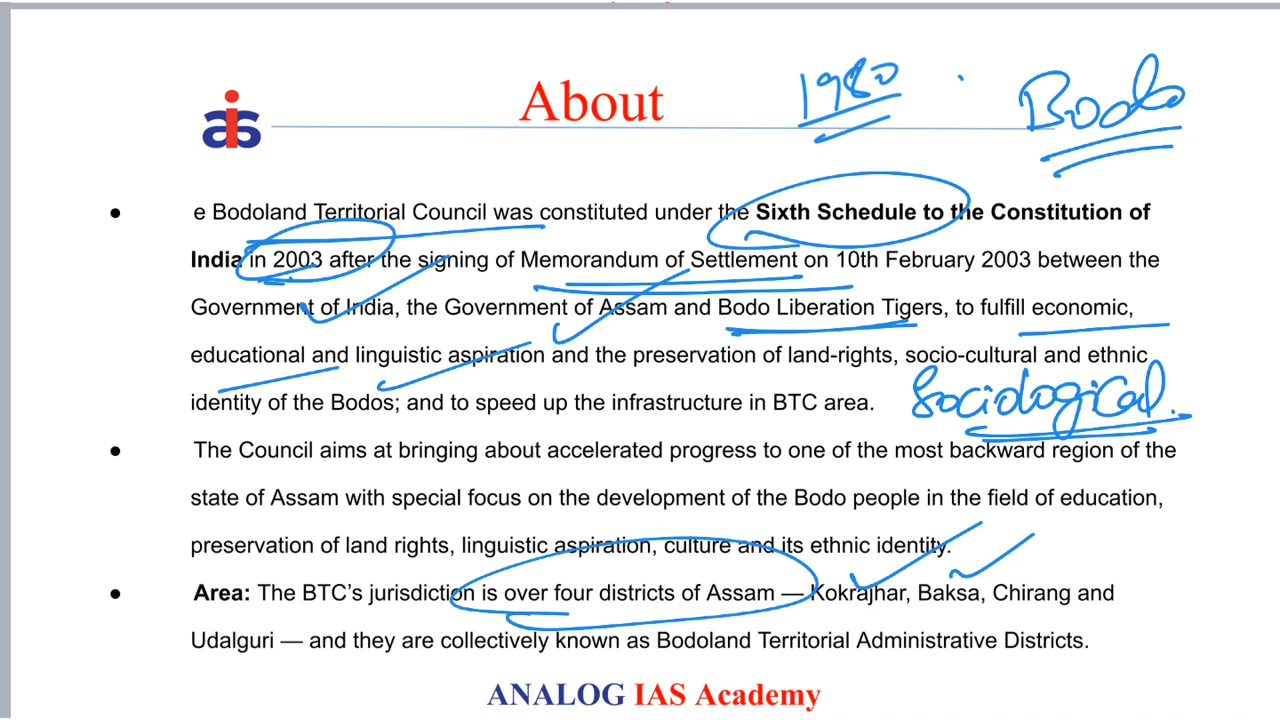 ais
About
1980
Bodo
● e Bodoland Territorial Council was constituted under the Sixth Schedule to the Constitution of
India in 2003 after the signing of Memorandum of Settlement on 10th February 2003 between the
Government of India, the Government of Assam and Bodo Liberation Tigers, to fulfill economic,
educational and linguistic aspiration and the preservation of land-rights, socio-cultural and ethnic
identity of the Bodos; and to speed up the infrastructure in BTC area.
Sociological.
● The Council aims at bringing about accelerated progress to one of the most backward region of the
state of Assam with special focus on the development of the Bodo people in the field of education,
preservation of land rights, linguistic aspiration, culture and its ethnic identity.
● Area: The BTC’s jurisdiction is over four districts of Assam — Kokrajhar, Baksa, Chirang and
Udalguri — and they are collectively known as Bodoland Territorial Administrative Districts.
ANALOG IAS Academy